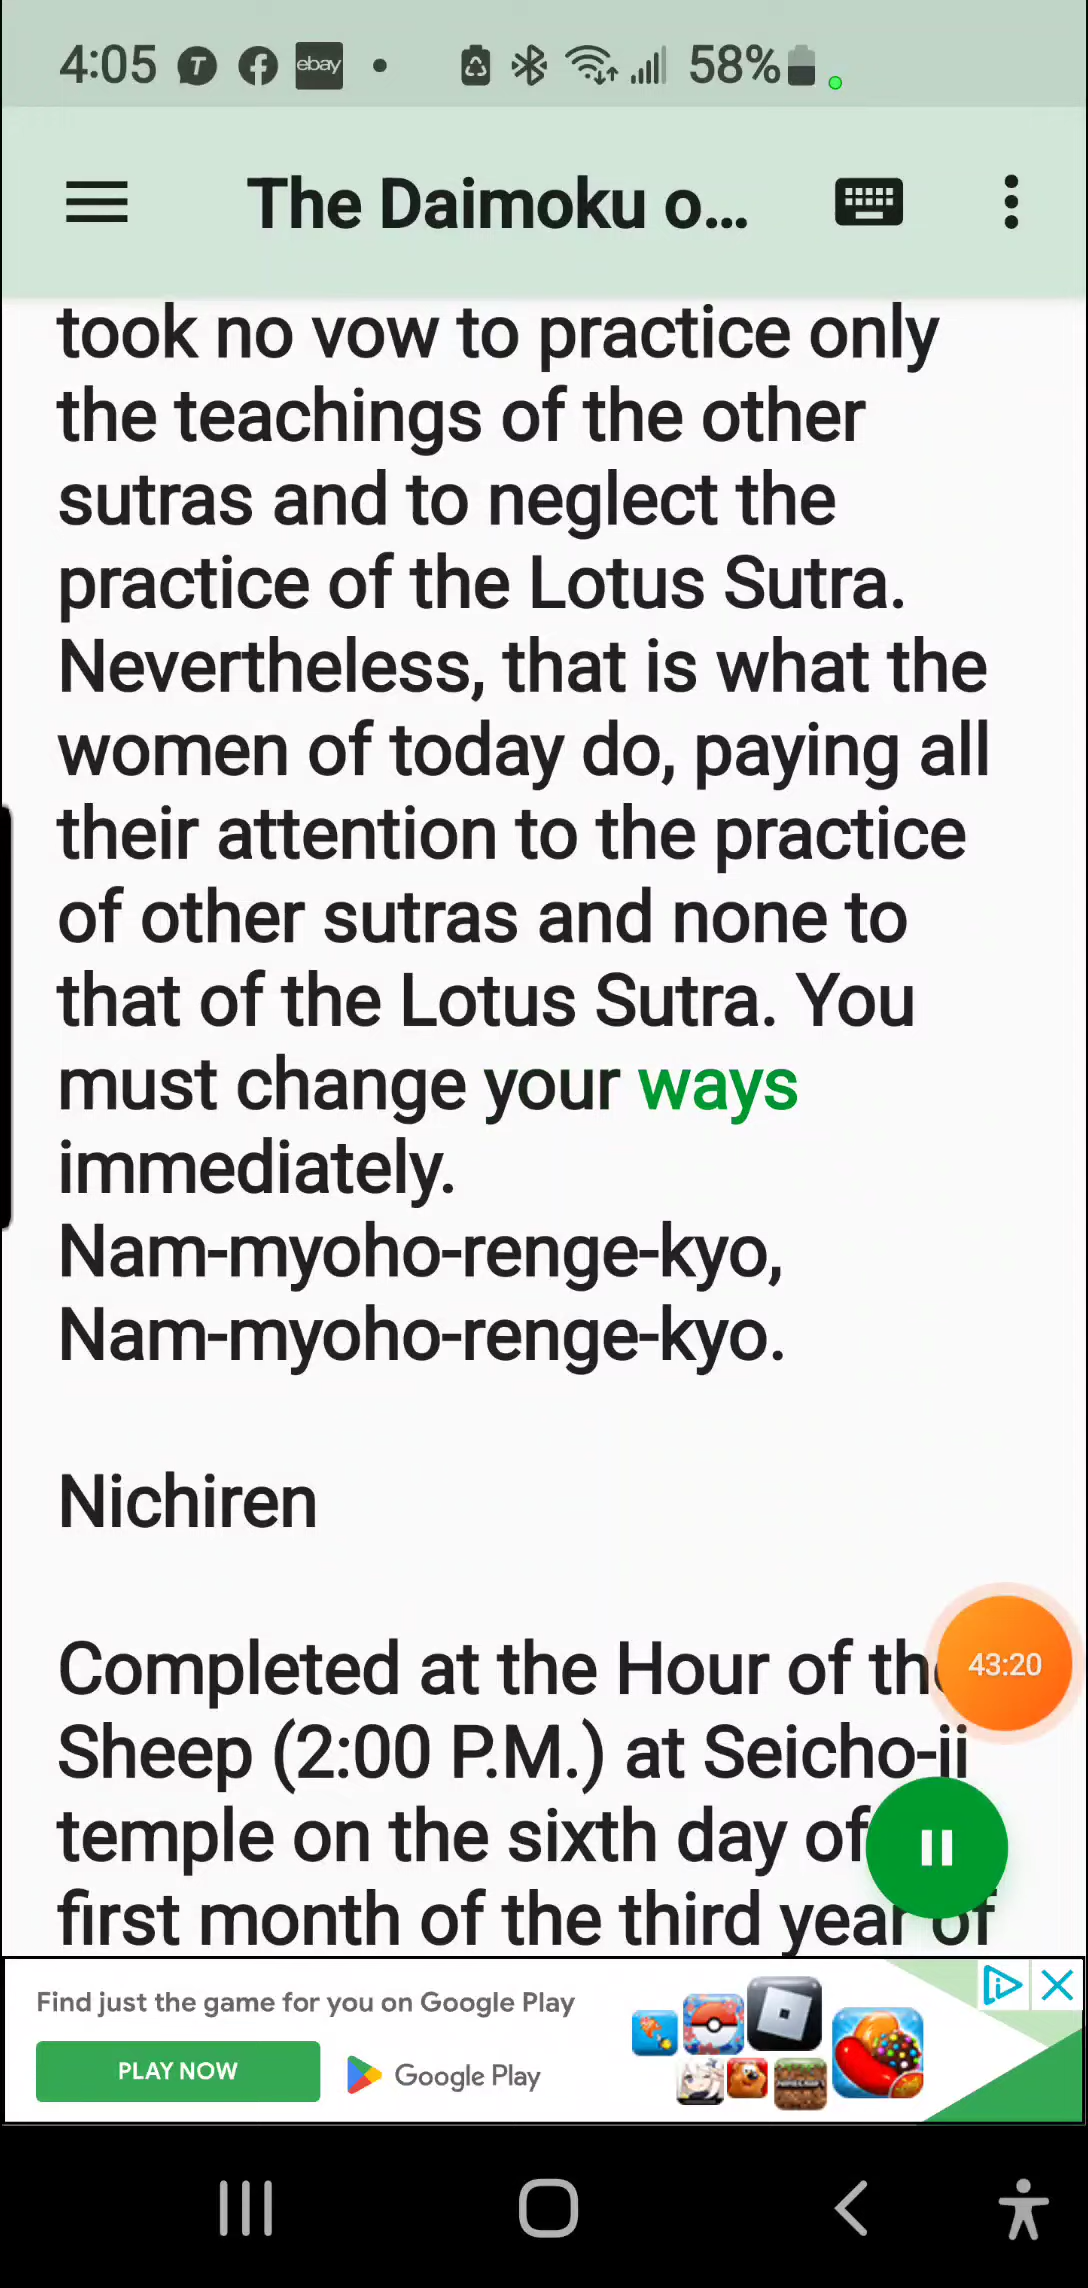 4:05
ebay
58%
The Daimoku o...
took no vow to practice only
the teachings of the other
sutras and to neglect the
practice of the Lotus Sutra.
Nevertheless, that is what the
women of today do, paying all
their attention to the practice
of other sutras and none to
that of the Lotus Sutra. You
must change your ways
immediately.
Nam-myoho-renge-kyo,
Nam-myoho-renge-kyo.
Nichiren
Completed at the Hour of the
43:20
Sheep (2:00 P.M.) at Seicho-ii
temple on the sixth day of
first month of the third year of
Find just the game for you on Google Play
PLAY NOW
Google Play